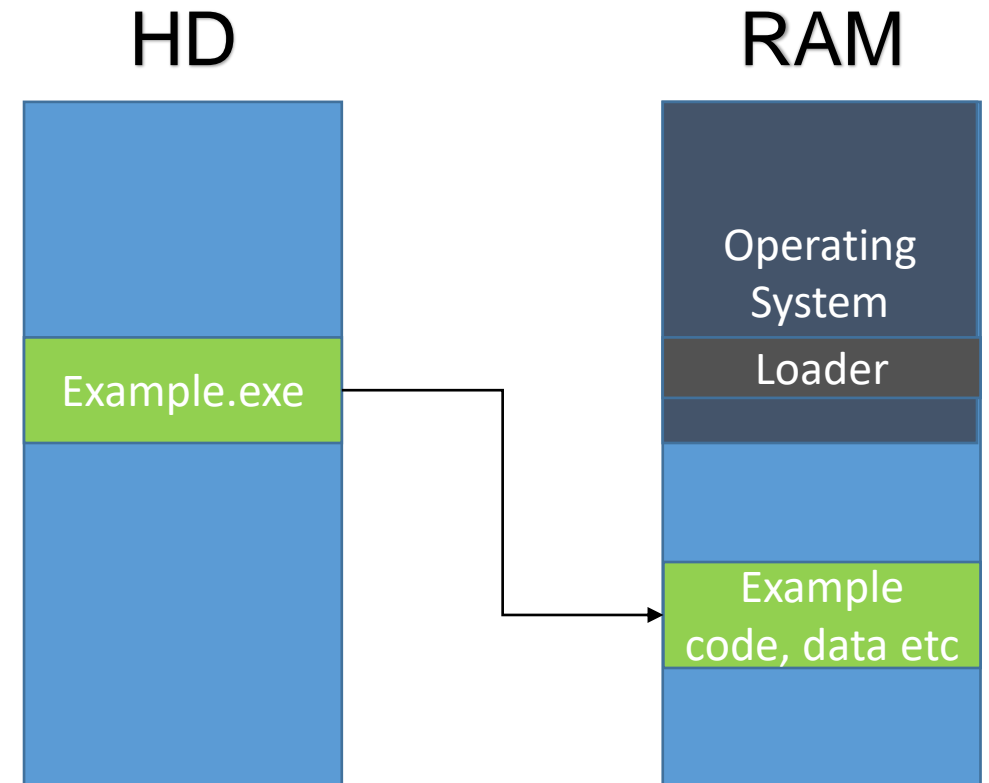 HD
RAM
Operating
System
Loader
Example.exe
Example
code, data etc